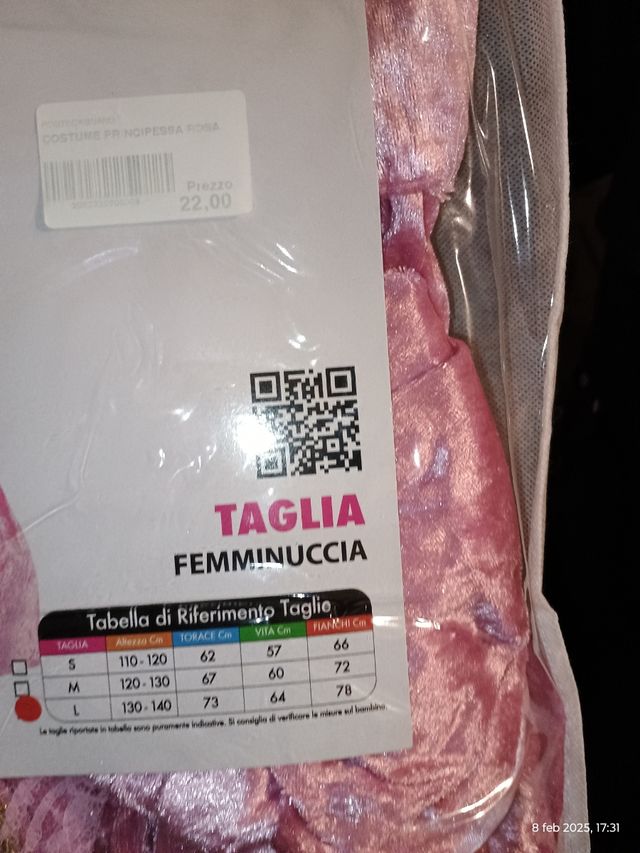 COSTUME PRINCIPESSA ROSA
Prezzo
22,00
TAGLIA
FEMMINUCCIA
Tabella di Riferimento Taglie
TAGLIA Altezza Cm TORACE Cm VITA Cm FIANCHI Cm
S 110-120 62 57 66
M 120-130 67 60 72
L 130-140 73 64 78
Le taglie riportate in tabella sono puramente indicative. Si consiglia di verificare le misure sul bambino.
8 feb 2025, 17:31